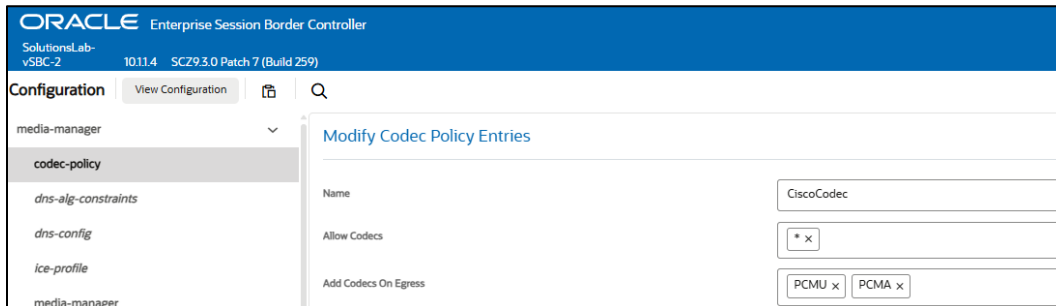 ORACLE Enterprise Session Border Controller
SolutionsLab-
vSBC-2 10.1.1.4 SCZ9.3.0 Patch 7 (Build 259)
Configuration View Configuration
media-manager
Modify Codec Policy Entries
codec-policy
dns-alg-constraints
Name CiscoCodec
dns-config
Allow Codecs * ×
ice-profile
Add Codecs On Egress PCMU × PCMA ×
media-manager